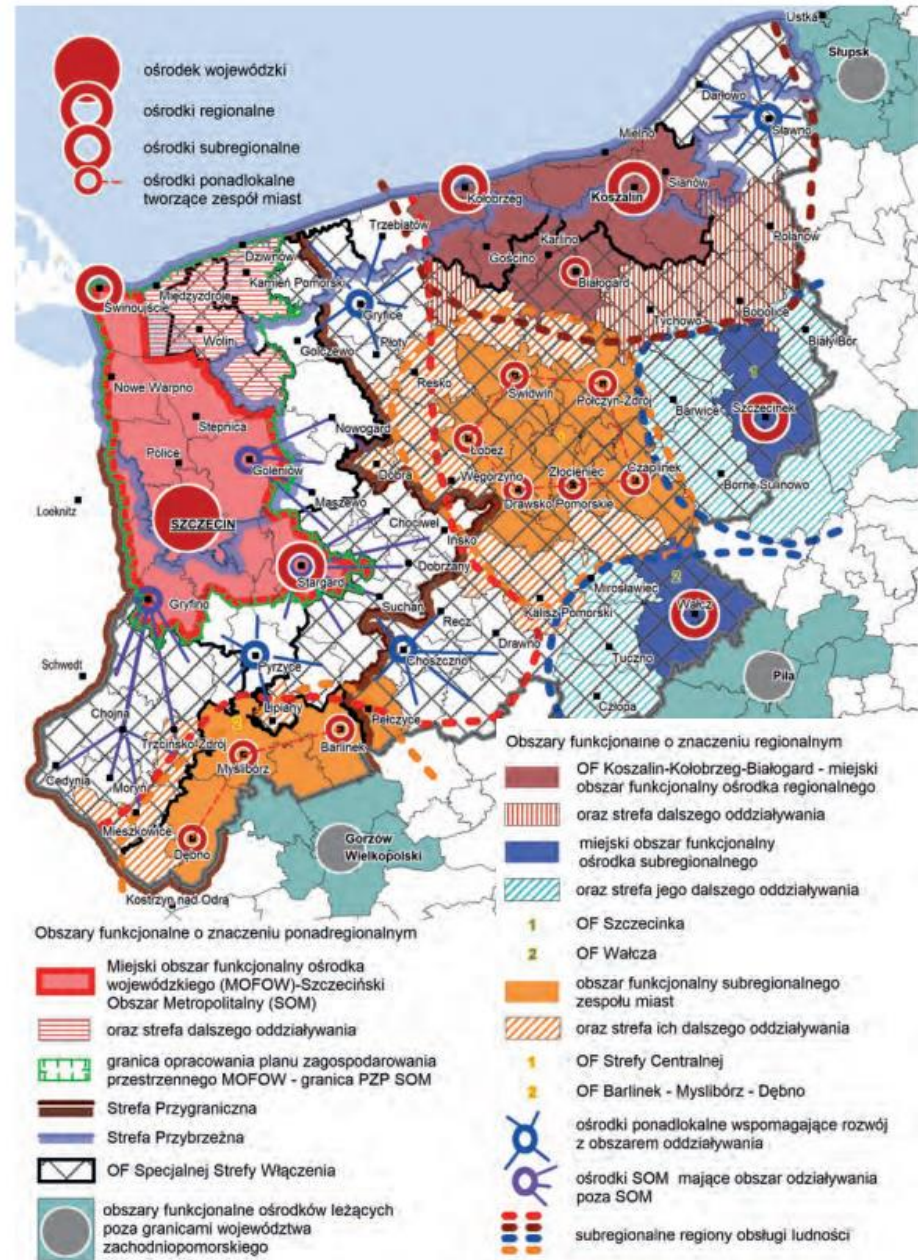 ośrodek wojewódzki
ośrodki regionalne
ośrodki subregionalne
ośrodki ponadlokalne
tworzące zespół miast
Ustka
Słupsk
Darłowo
Sławno
Mielno
Sianów
Kołobrzeg
Koszalin
Trzebiatów
Karlino
Gościno
Białogard
Polanów
Dziwnów
Kamień Pomorski
Świnoujście
Międzyzdroje
Gryfice
Tychowo
Bobolice
Wolin
Golczewo
Płoty
Biały Bór
Resko
Świdwin
Połczyn-Zdrój
1
Nowe Warpno
Barwice
Szczecinek
Stepnica
Nowogard
Łobez
Police
Goleniów
Dobra
Węgorzyno
Złocieniec
Czaplinek
Borne Sulinowo
Loeknitz
Maszewo
Drawsko Pomorskie
SZCZECIN
Chociwel
Ińsko
Stargard
Dobrzany
Mirosławiec
2
Gryfino
Suchań
Recz
Kalisz Pomorski
Wałcz
Schwedt
Pyrzyce
Choszczno
Drawno
Tuczno
Piła
Chojna
Lipiany
Pełczyce
Człopa
Trzcińsko-Zdrój
Barlinek
Cedynia
Moryń
Myślibórz
Mieszkowice
Dębno
Gorzów
Wielkopolski
Kostrzyn nad Odrą
Obszary funkcjonalne o znaczeniu ponadregionalnym
Miejski obszar funkcjonalny ośrodka
wojewódzkiego (MOFOW)-Szczeciński
Obszar Metropolitalny (SOM)
oraz strefa dalszego oddziaływania
granica opracowania planu zagospodarowania
przestrzennego MOFOW - granica PZP SOM
Strefa Przygraniczna
Strefa Przybrzeżna
OF Specjalnej Strefy Włączenia
obszary funkcjonalne ośrodków leżących
poza granicami województwa
zachodniopomorskiego
Obszary funkcjonalne o znaczeniu regionalnym
OF Koszalin-Kołobrzeg-Białogard - miejski
obszar funkcjonalny ośrodka regionalnego
oraz strefa dalszego oddziaływania
miejski obszar funkcjonalny
ośrodka subregionalnego
oraz strefa jego dalszego oddziaływania
1 OF Szczecinka
2 OF Wałcza
obszar funkcjonalny subregionalnego
zespołu miast
oraz strefa ich dalszego oddziaływania
1 OF Strefy Centralnej
2 OF Barlinek - Myslibórz - Dębno
ośrodki ponadlokalne wspomagające rozwój
z obszarem oddziaływania
ośrodki SOM mające obszar odziaływania
poza SOM
subregionalne regiony obsługi ludności